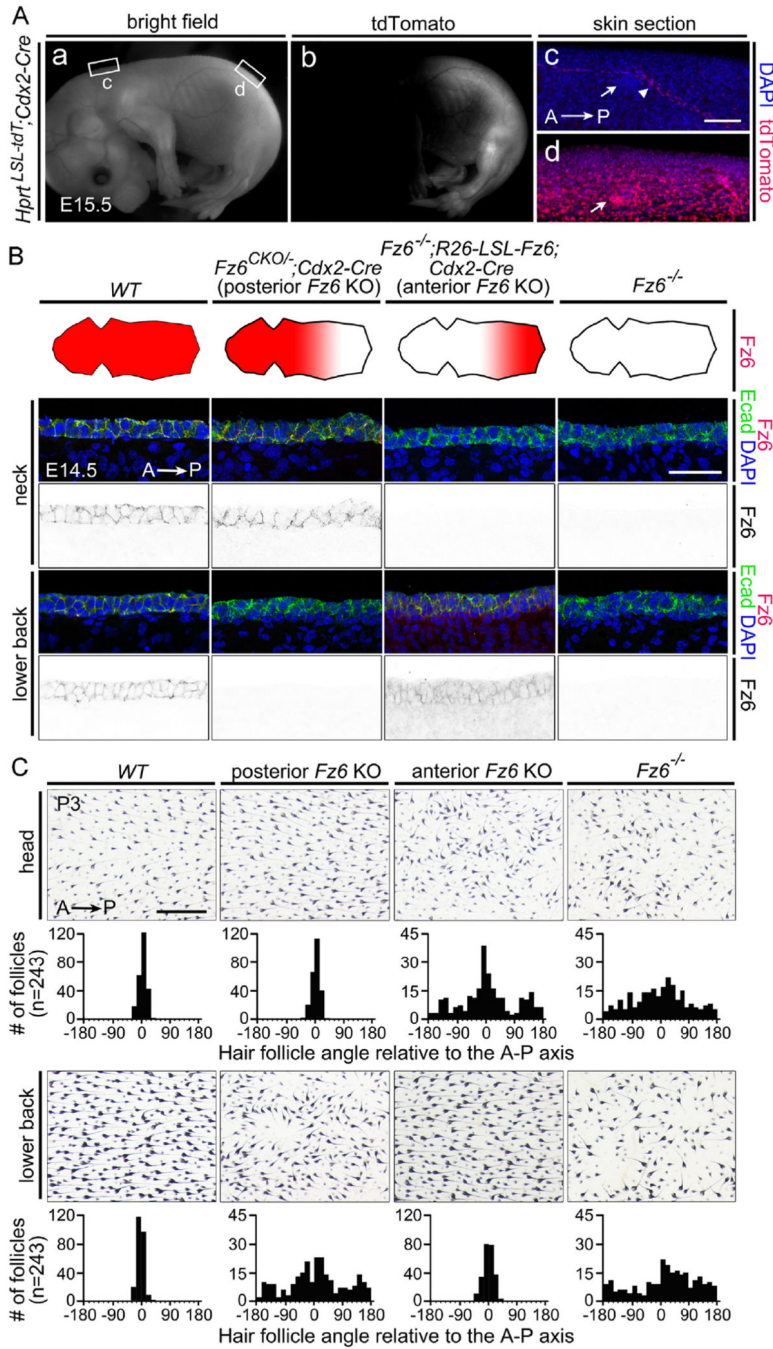 A
bright field
tdTomato
skin section
Hprt LSL-tdT;Cdx2-Cre
a
c
d
E15.5
b
c
A → P
d
DAPI tdTomato
B
WT
Fz6CKO/-;Cdx2-Cre
(posterior Fz6 KO)
Fz6-/-;R26-LSL-Fz6;
Cdx2-Cre
(anterior Fz6 KO)
Fz6-/-
Fz6
neck
E14.5
A → P
Fz6
Ecad DAPI
Fz6
lower back
Fz6
Ecad DAPI
Fz6
C
WT
posterior Fz6 KO
anterior Fz6 KO
Fz6-/-
head
P3
A → P
# of follicles
(n=243)
120
80
40
0
120
80
40
0
45
30
15
0
45
30
15
0
-180 -90 0 90 180
-180 -90 0 90 180
-180 -90 0 90 180
-180 -90 0 90 180
Hair follicle angle relative to the A-P axis
lower back
# of follicles
(n=243)
120
80
40
0
45
30
15
0
120
80
40
0
45
30
15
0
-180 -90 0 90 180
-180 -90 0 90 180
-180 -90 0 90 180
-180 -90 0 90 180
Hair follicle angle relative to the A-P axis